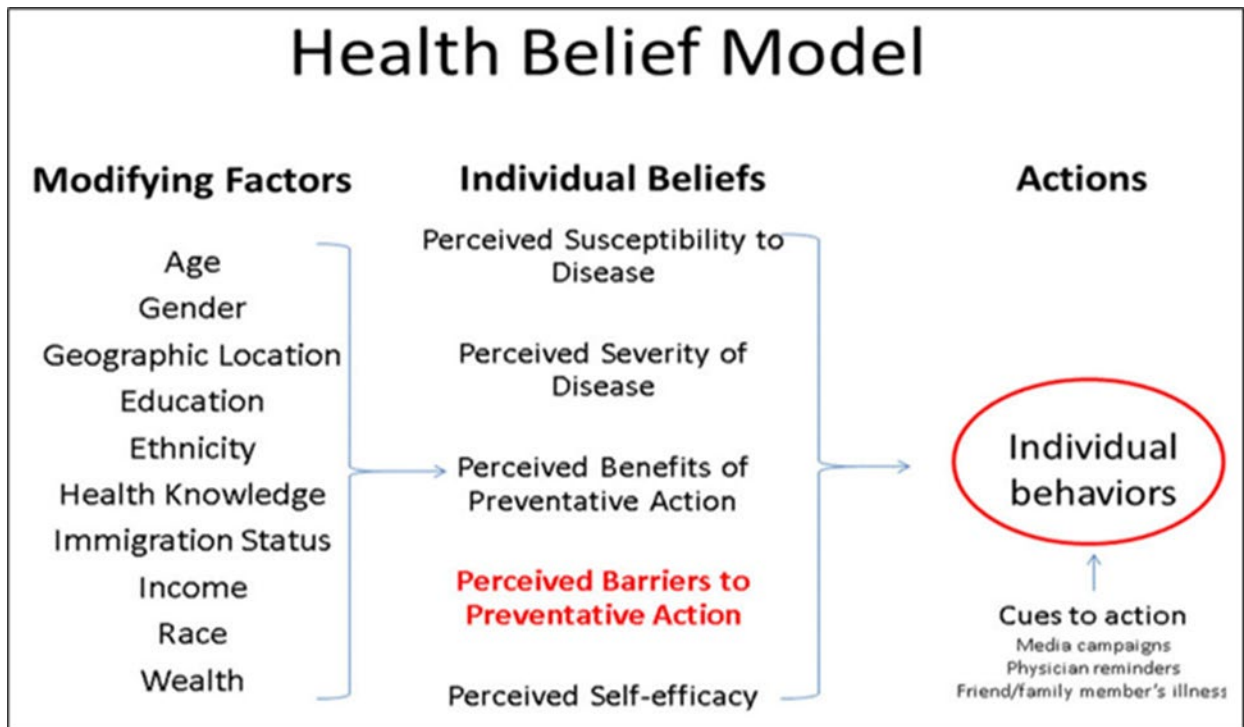 Health Belief Model
Modifying Factors
Age
Gender
Geographic Location
Education
Ethnicity
Health Knowledge
Immigration Status
Income
Race
Wealth
Individual Beliefs
Perceived Susceptibility to
Disease
Perceived Severity of
Disease
Perceived Benefits of
Preventative Action
Perceived Barriers to
Preventative Action
Perceived Self-efficacy
Actions
Individual
behaviors
Cues to action
Media campaigns
Physician reminders
Friend/family member's illness